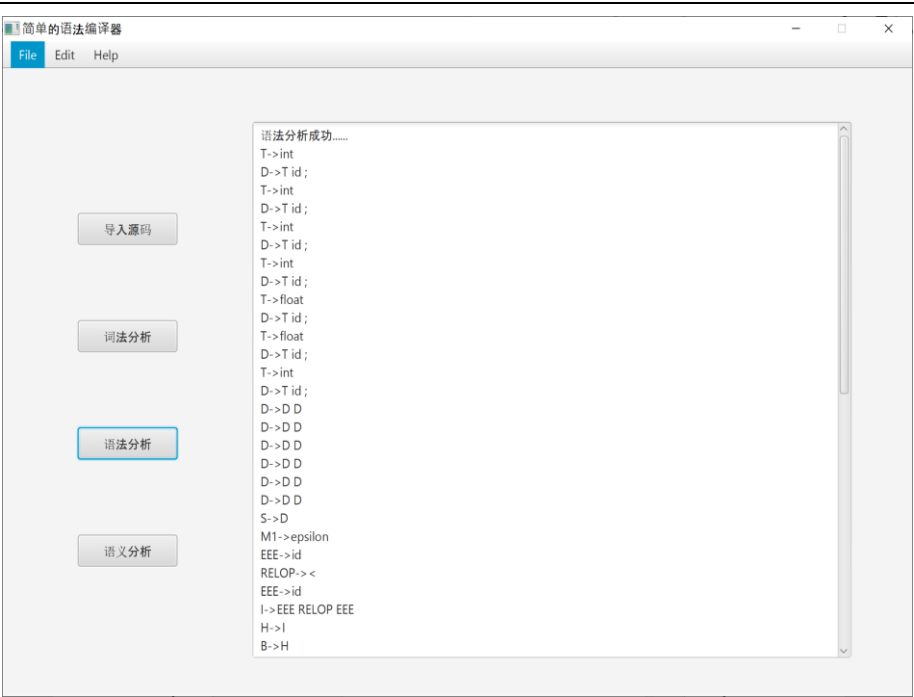 简单的语法编译器
File Edit Help
语法分析成功......
T->int
D->T id ;
T->int
D->T id ;
T->int
D->T id ;
T->int
D->T id ;
T->float
D->T id ;
T->float
D->T id ;
T->int
D->T id ;
D->D D
D->D D
D->D D
D->D D
D->D D
D->D D
S->D
M1->epsilon
EEE->id
RELOP-> <
EEE->id
I->EEE RELOP EEE
H->I
B->H
导入源码
词法分析
语法分析
语义分析